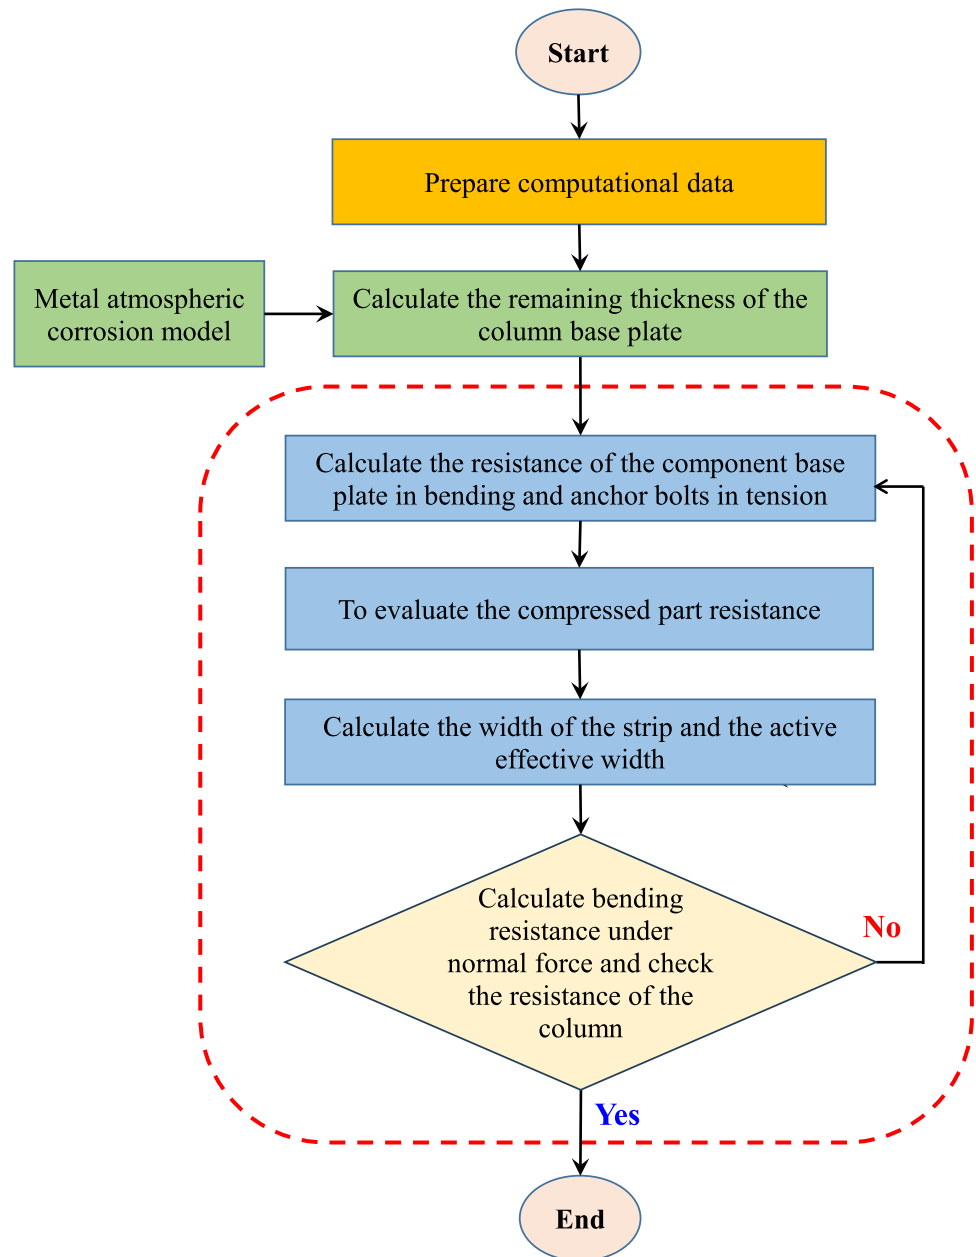 Start
Prepare computational data
Metal atmospheric
corrosion model
Calculate the remaining thickness of the
column base plate
Calculate the resistance of the component base
plate in bending and anchor bolts in tension
To evaluate the compressed part resistance
Calculate the width of the strip and the active
effective width
Calculate bending
resistance under
normal force and check
the resistance of the
column
No
Yes
End